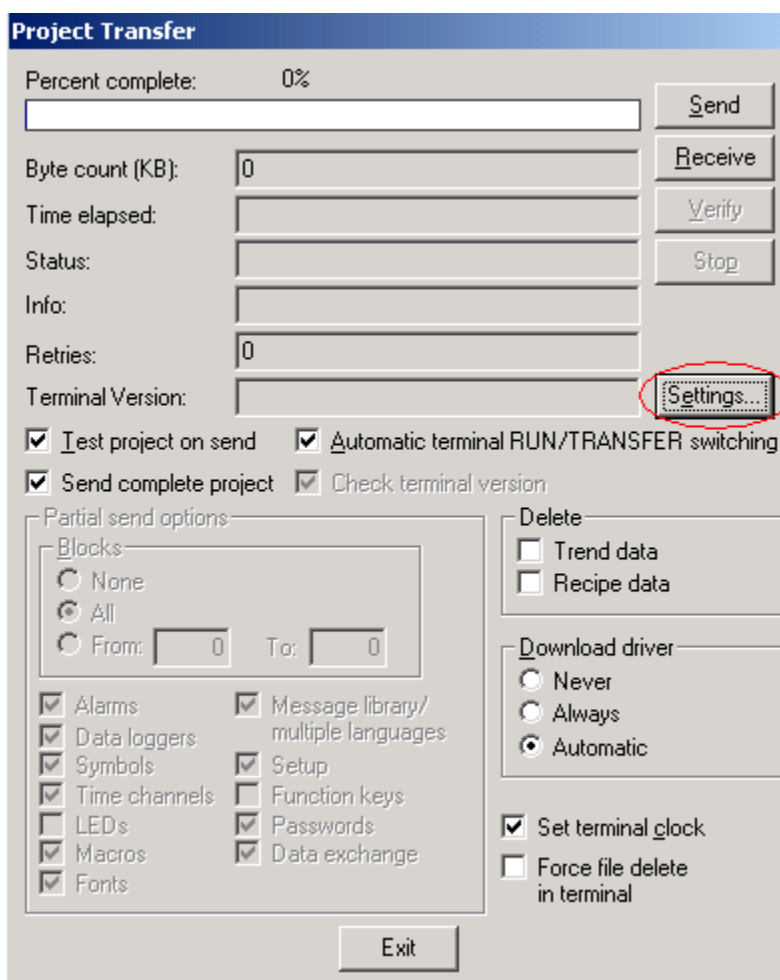 Project Transfer
Percent complete: 0%
Send
Byte count (KB): 0
Receive
Time elapsed:
Verify
Status:
Stop
Info:
Retries: 0
Terminal Version:
Settings...
Test project on send
Automatic terminal RUN/TRANSFER switching
Send complete project
Check terminal version
Partial send options
Blocks
None
All
From: 0 To: 0
Alarms
Data loggers
Symbols
Time channels
LEDs
Macros
Fonts
Message library/
multiple languages
Setup
Function keys
Passwords
Data exchange
Delete
Trend data
Recipe data
Download driver
Never
Always
Automatic
Set terminal clock
Force file delete
in terminal
Exit